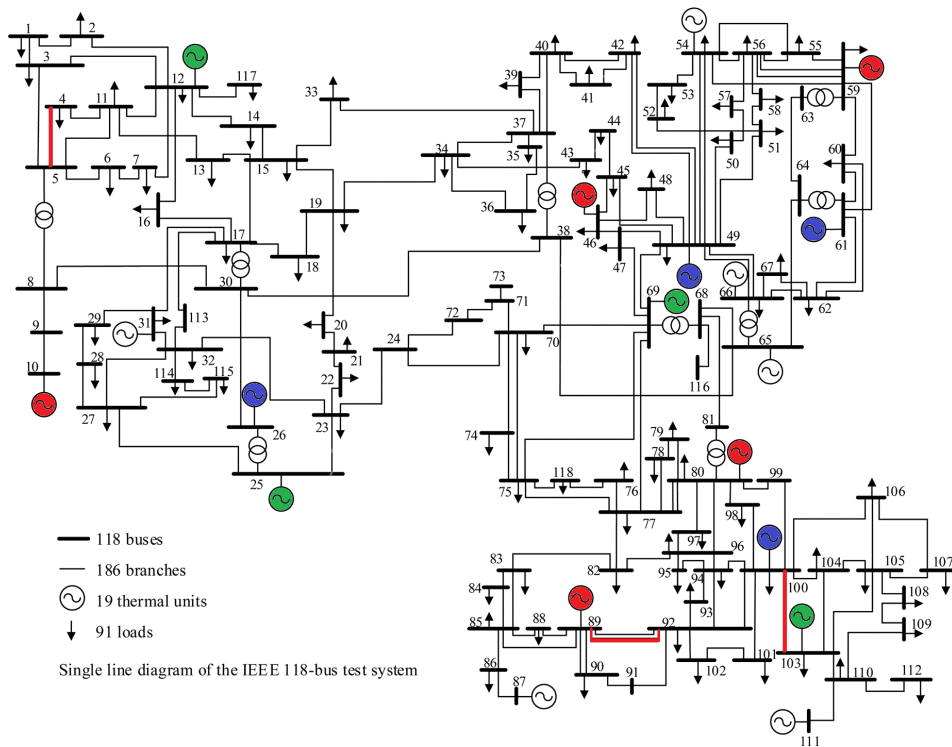 1 2 3 4 11 5 6 7 12 117 14 13 15 16 17 18 19 33 34 36 8 30 9 10
29 31 113 28 32 114 115 27 26 25 20 21 22 23 24
40 42 39 41 37 35 43 44 45 48 46 47 38 49
54 56 55 53 52 57 58 50 51 59 63 60 64 61 62 67 66 65
69 68 116 73 72 71 70 74 75 118 76 77 81
79 78 80 99 98 97 96 95 94 93 82 83 84 85 88 89 86 87 90 91 92
102 101 100 103 104 105 106 107 108 109 110 112 111
118 buses
186 branches
19 thermal units
91 loads
Single line diagram of the IEEE 118-bus test system